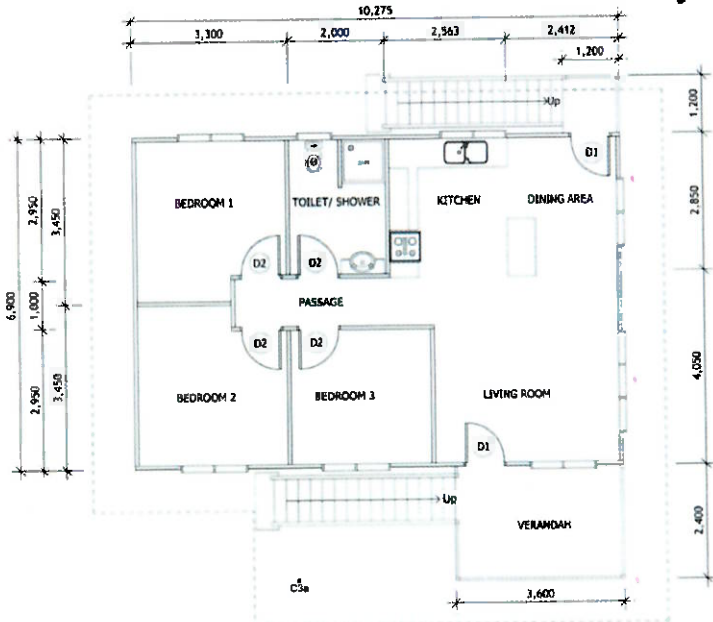 10,275
3,300
2,000
2,563
2,412
1,200
Up
1,200
D1
BEDROOM 1
TOILET/ SHOWER
KITCHEN
DINING AREA
2,950
3,450
2,850
D2
D2
6,900
1,000
PASSAGE
D2
D2
4,050
2,950
3,450
BEDROOM 2
BEDROOM 3
LIVING ROOM
D1
Up
VERANDAH
2,400
C3a
3,600